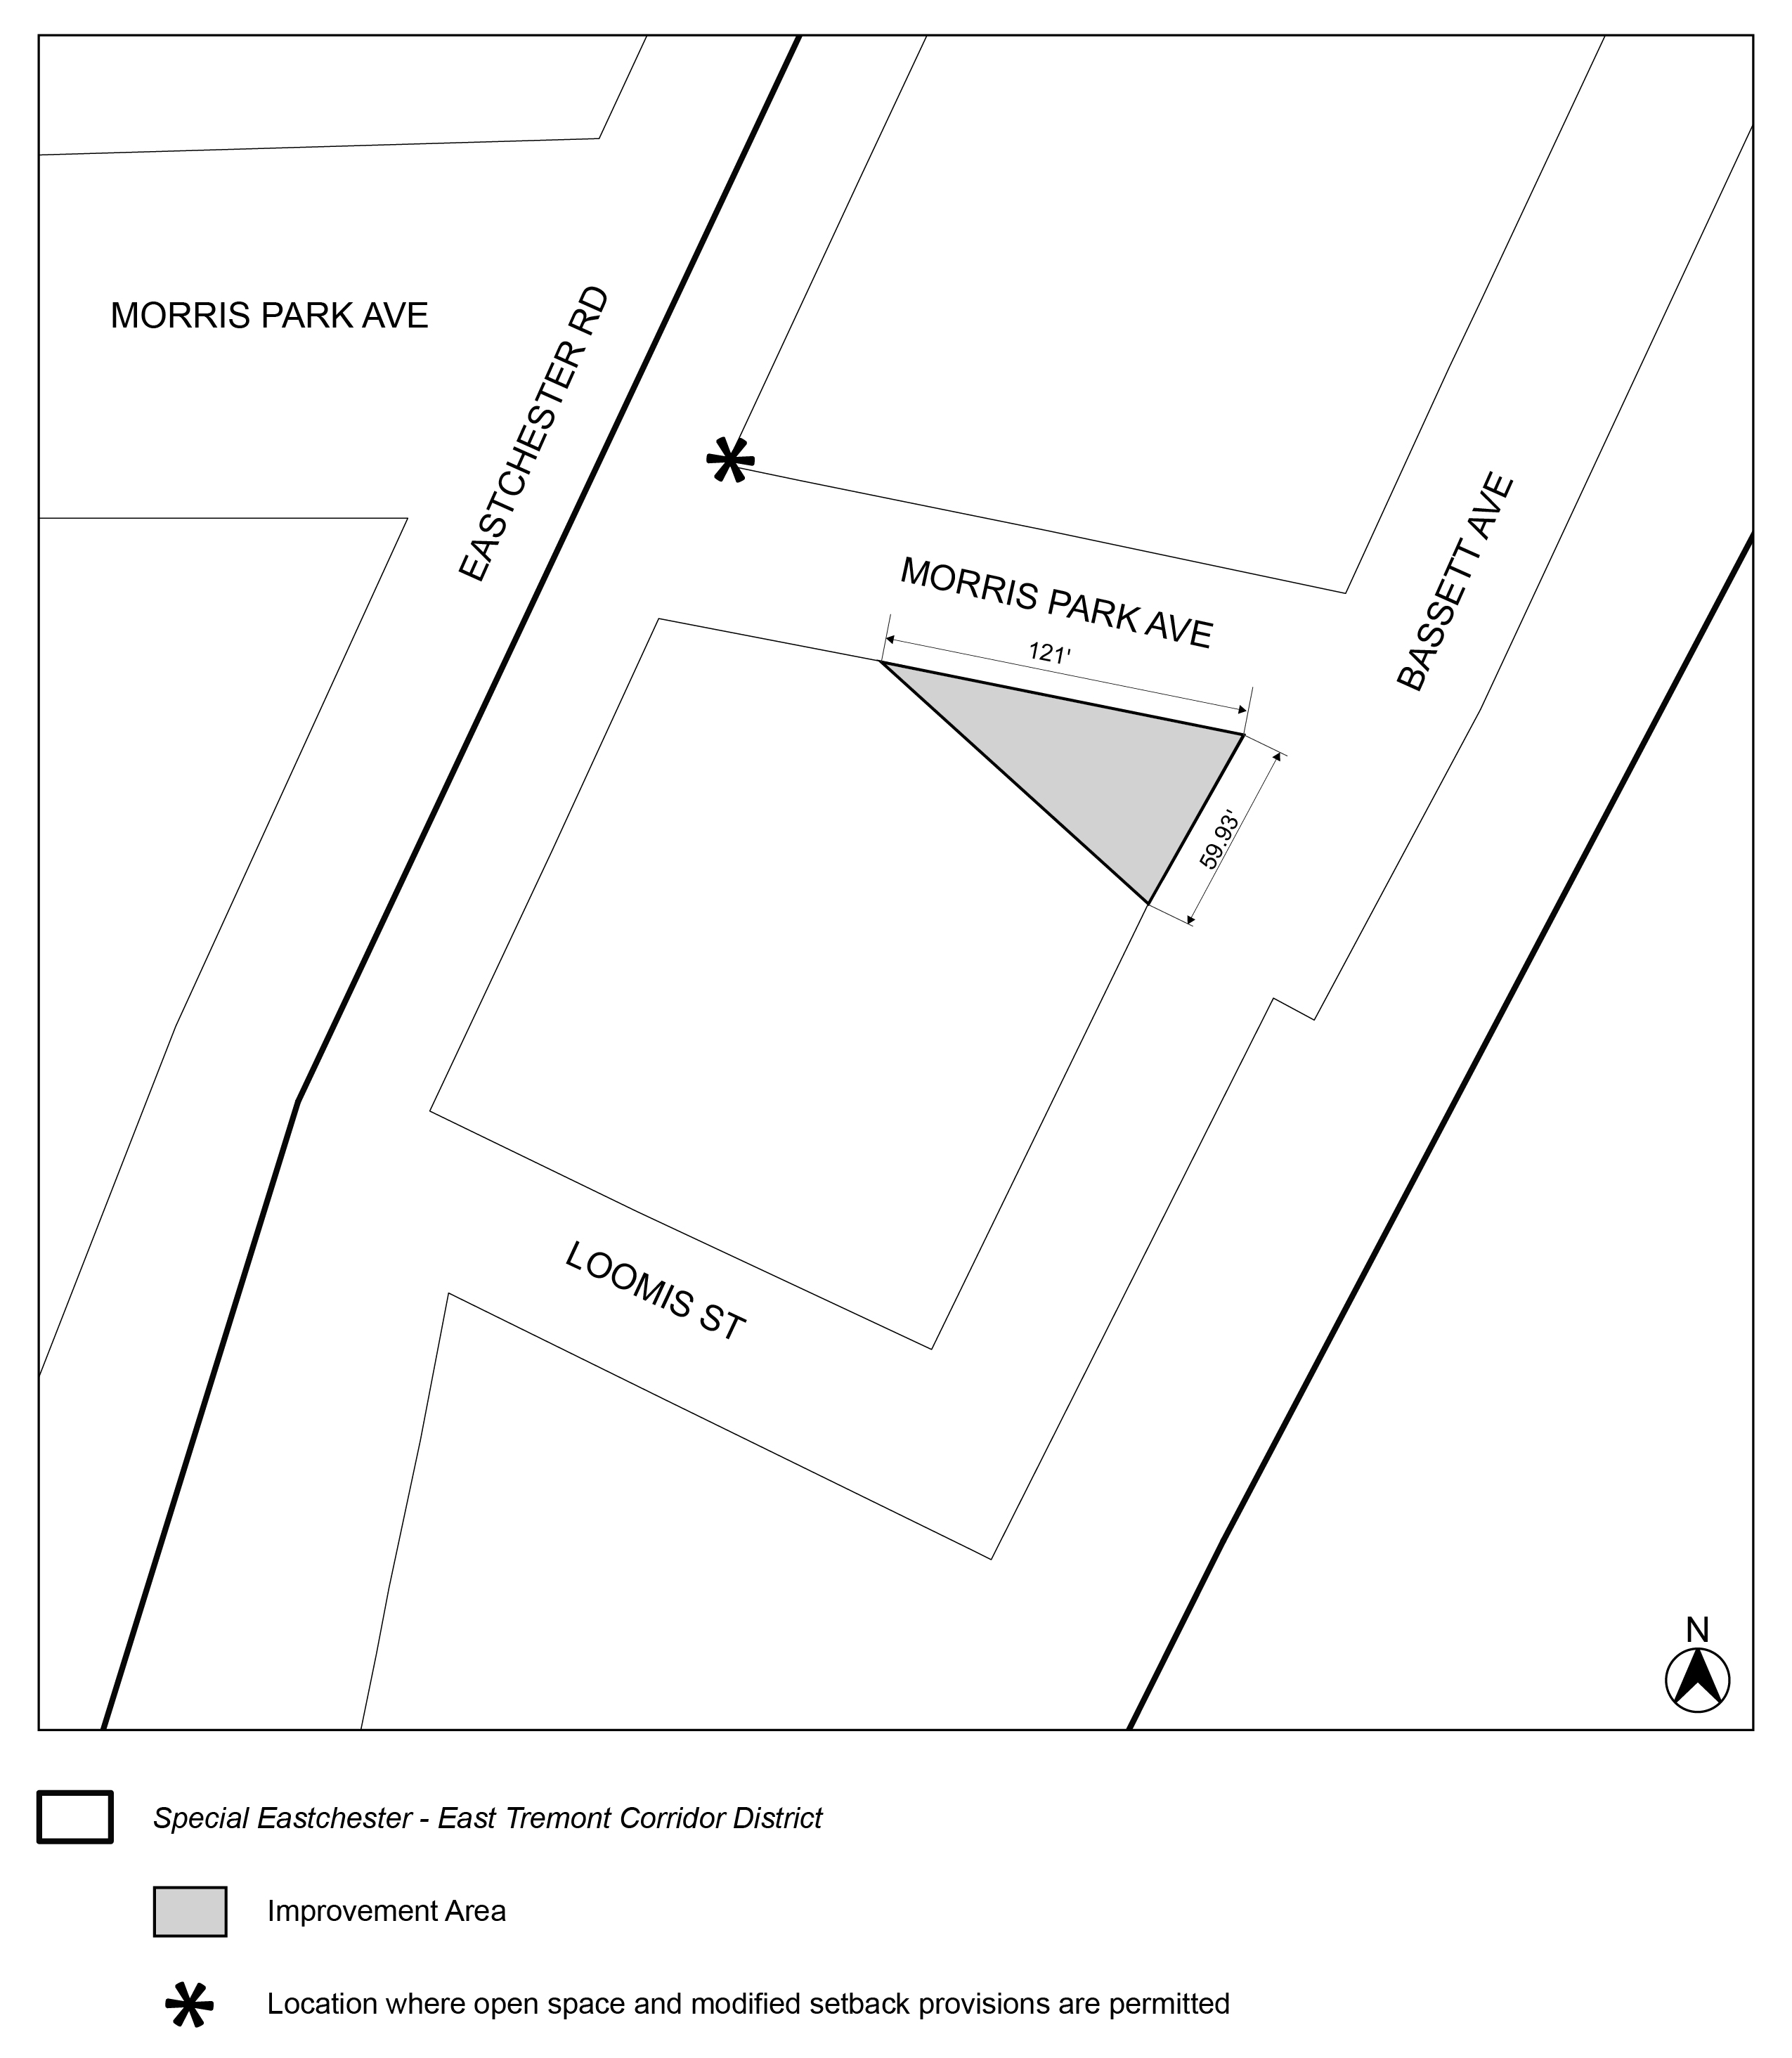 MORRIS PARK AVE
EASTCHESTER RD
MORRIS PARK AVE
121'
BASSETT AVE
59.93'
LOOMIS ST
N
Special Eastchester - East Tremont Corridor District
Improvement Area
Location where open space and modified setback provisions are permitted